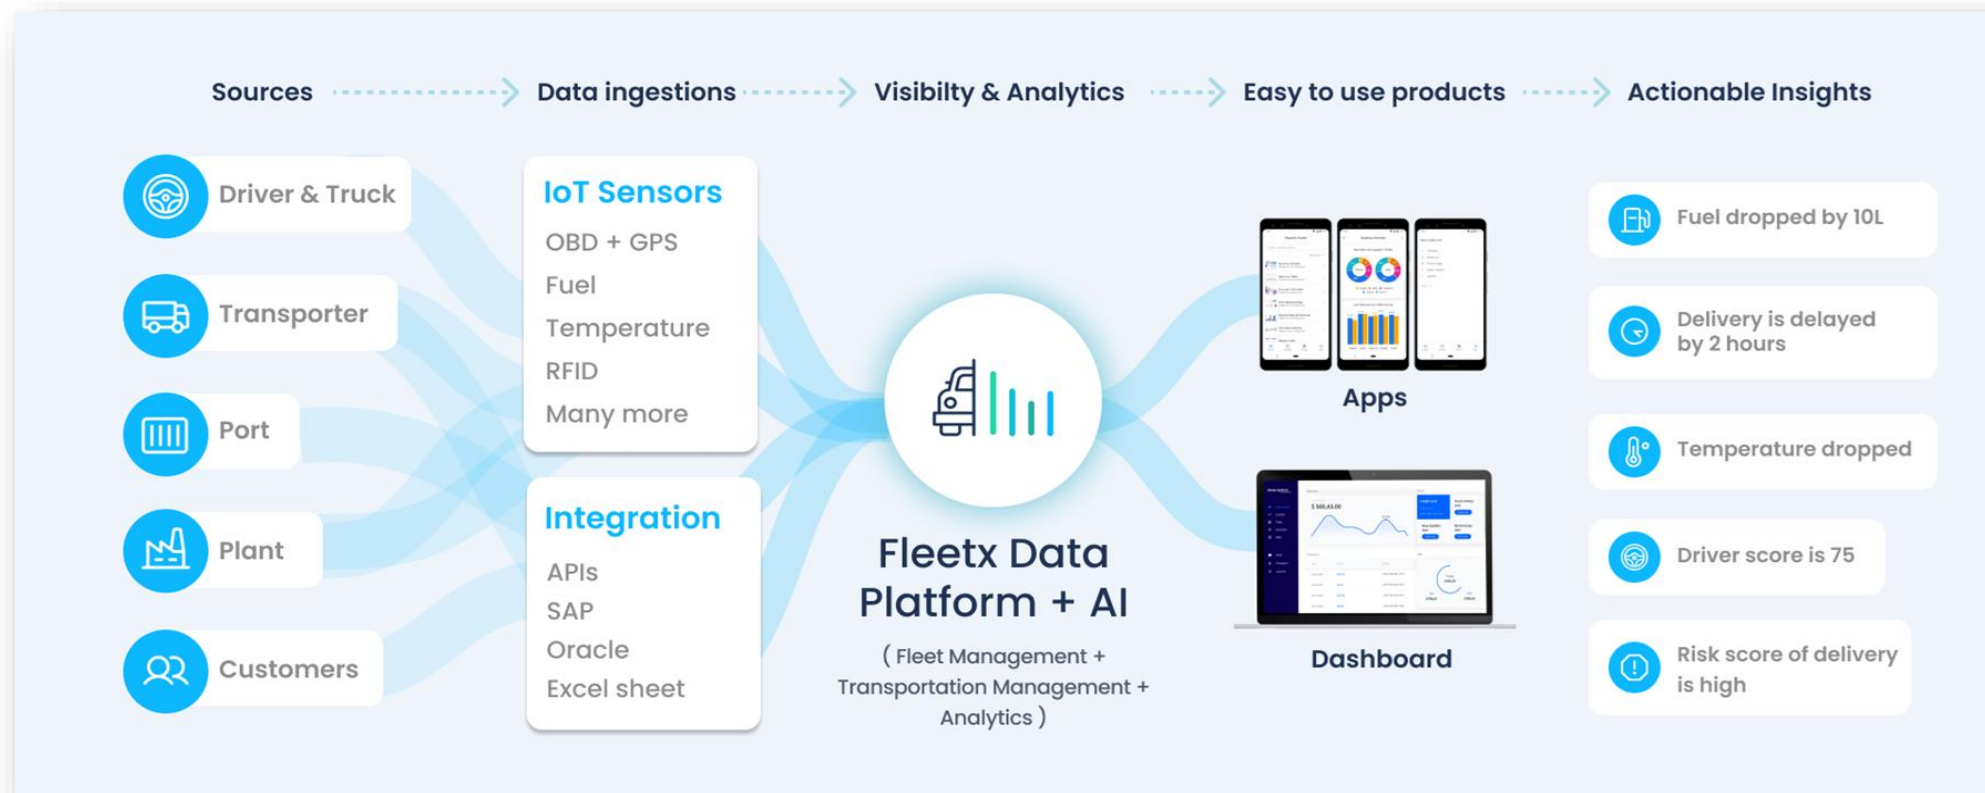 Sources
Data ingestions
Visibilty & Analytics
Easy to use products
Actionable Insights
Driver & Truck
Transporter
Port
Plant
Customers
IoT Sensors
OBD + GPS
Fuel
Temperature
RFID
Many more
Integration
APIs
SAP
Oracle
Excel sheet
Fleetx Data
Platform + AI
( Fleet Management +
Transportation Management +
Analytics )
Apps
Dashboard
Fuel dropped by 10L
Delivery is delayed
by 2 hours
Temperature dropped
Driver score is 75
Risk score of delivery
is high